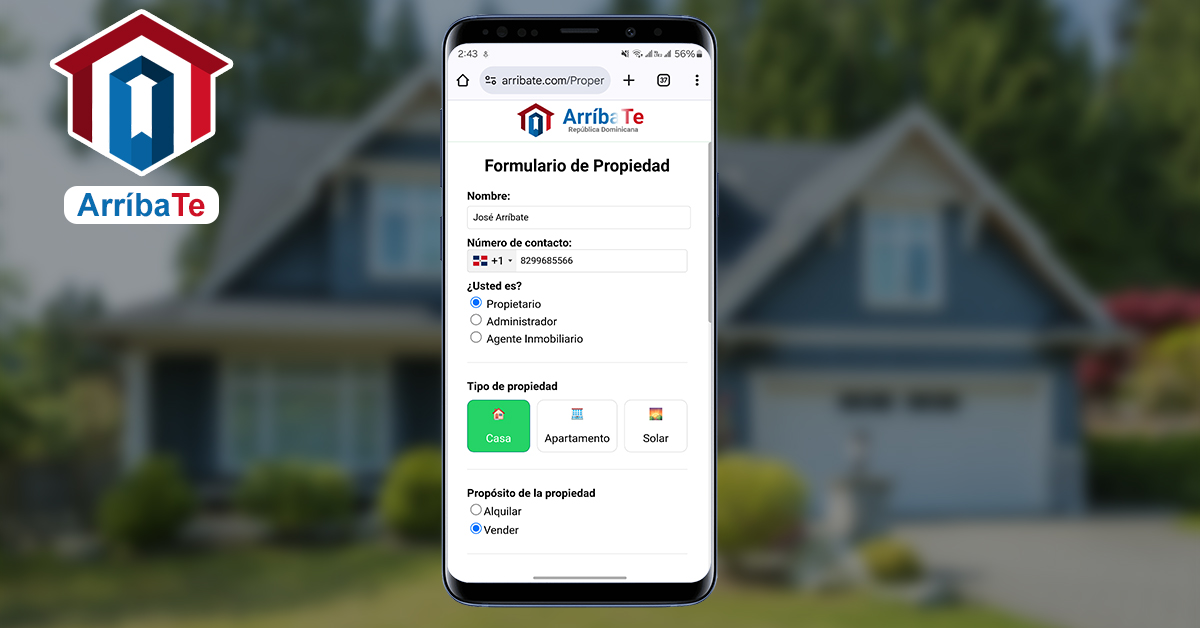 ArríbaTe
2:43
56%
arribate.com/Proper
37
ArríbaTe
República Dominicana
Formulario de Propiedad
Nombre:
José Arríbate
Número de contacto:
+1
8299685566
¿Usted es?
Propietario
Administrador
Agente Inmobiliario
Tipo de propiedad
Casa
Apartamento
Solar
Propósito de la propiedad
Alquilar
Vender